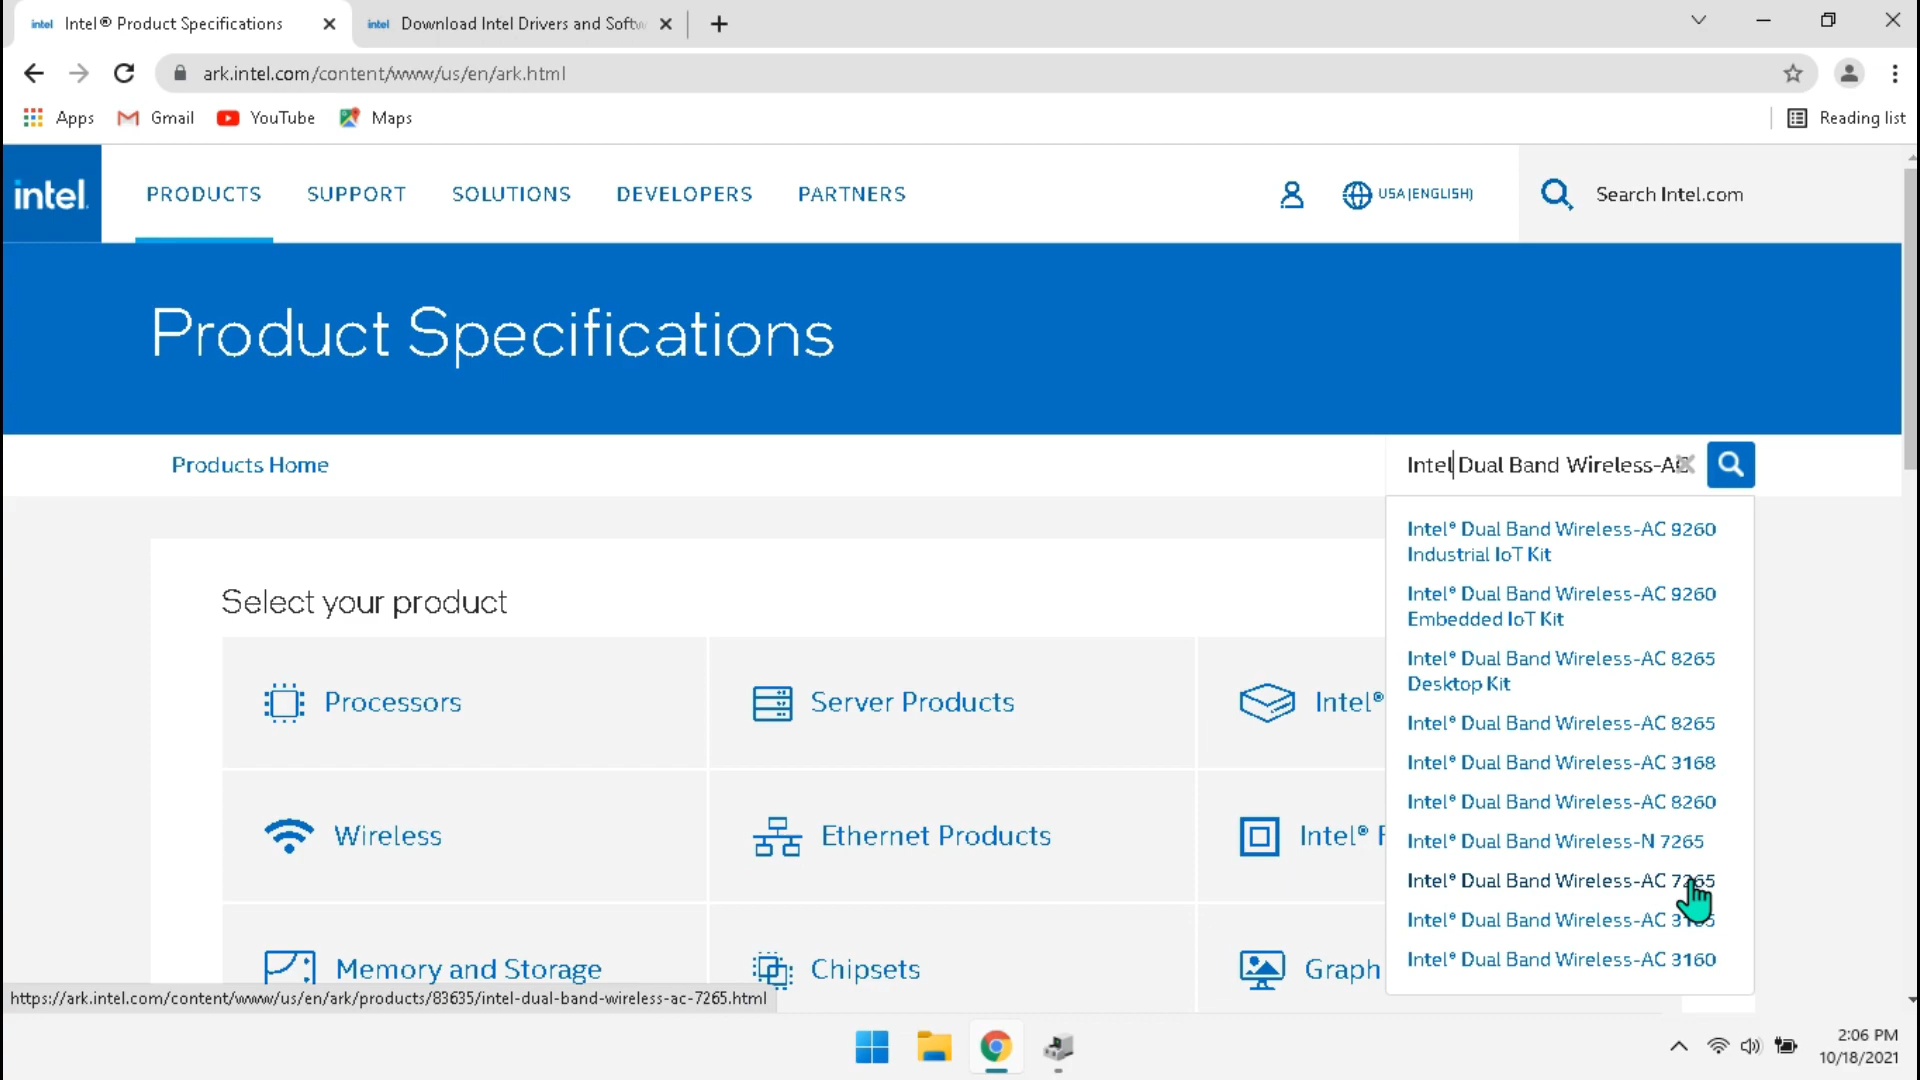 intel Intel® Product Specifications
intel Download Intel Drivers and Softw
ark.intel.com/content/www/us/en/ark.html
Apps Gmail YouTube Maps Reading list
intel. PRODUCTS SUPPORT SOLUTIONS DEVELOPERS PARTNERS USA (ENGLISH) Search Intel.com
Product Specifications
Products Home
Intel Dual Band Wireless-AC
Intel® Dual Band Wireless-AC 9260
Industrial IoT Kit
Intel® Dual Band Wireless-AC 9260
Embedded IoT Kit
Intel® Dual Band Wireless-AC 8265
Desktop Kit
Intel® Dual Band Wireless-AC 8265
Intel® Dual Band Wireless-AC 3168
Intel® Dual Band Wireless-AC 8260
Intel® Dual Band Wireless-N 7265
Intel® Dual Band Wireless-AC 7265
Intel® Dual Band Wireless-AC
Intel® Dual Band Wireless-AC 3160
Select your product
Processors
Server Products
Intel®
Wireless
Ethernet Products
Intel® F
Memory and Storage
Chipsets
Graph
https://ark.intel.com/content/www/us/en/ark/products/83635/intel-dual-band-wireless-ac-7265.html
2:06 PM
10/18/2021